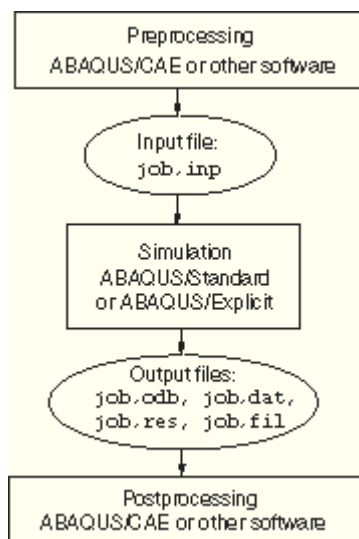 Preprocessing
ABAQUS/CAE or other software
Input file:
job.inp
Simulation
ABAQUS/Standard
or ABAQUS/Explicit
Output files:
job.odb, job.dat,
job.res, job.fil
Postprocessing
ABAQUS/CAE or other software